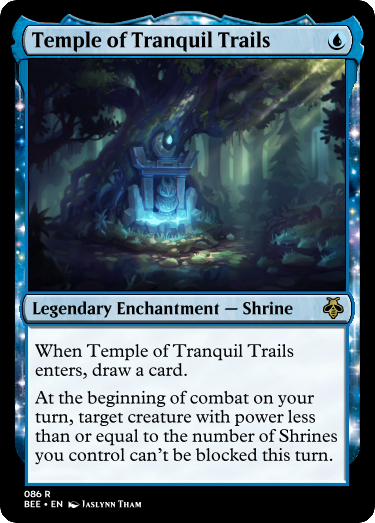 Temple of Tranquil Trails
Legendary Enchantment — Shrine
When Temple of Tranquil Trails
enters, draw a card.
At the beginning of combat on your
turn, target creature with power less
than or equal to the number of Shrines
you control can't be blocked this turn.
086 R
BEE • EN Jaslynn Tham